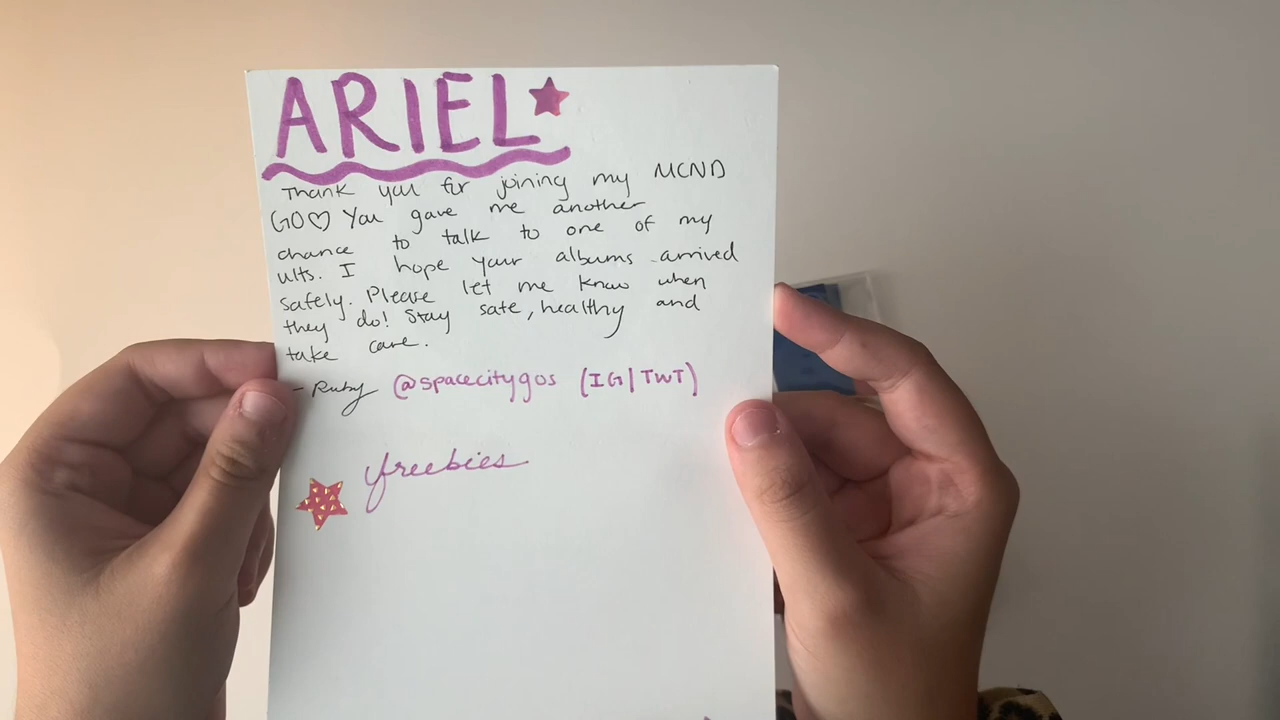 ARIEL
Thank you for joining my MCND
GO♡ You gave me another
chance to talk to one of my
ults. I hope your albums arrived
safely. Please let me know when
they do! Stay safe, healthy and
take care.
- Ruby @spacecitygos (IG|TWT)
freebies